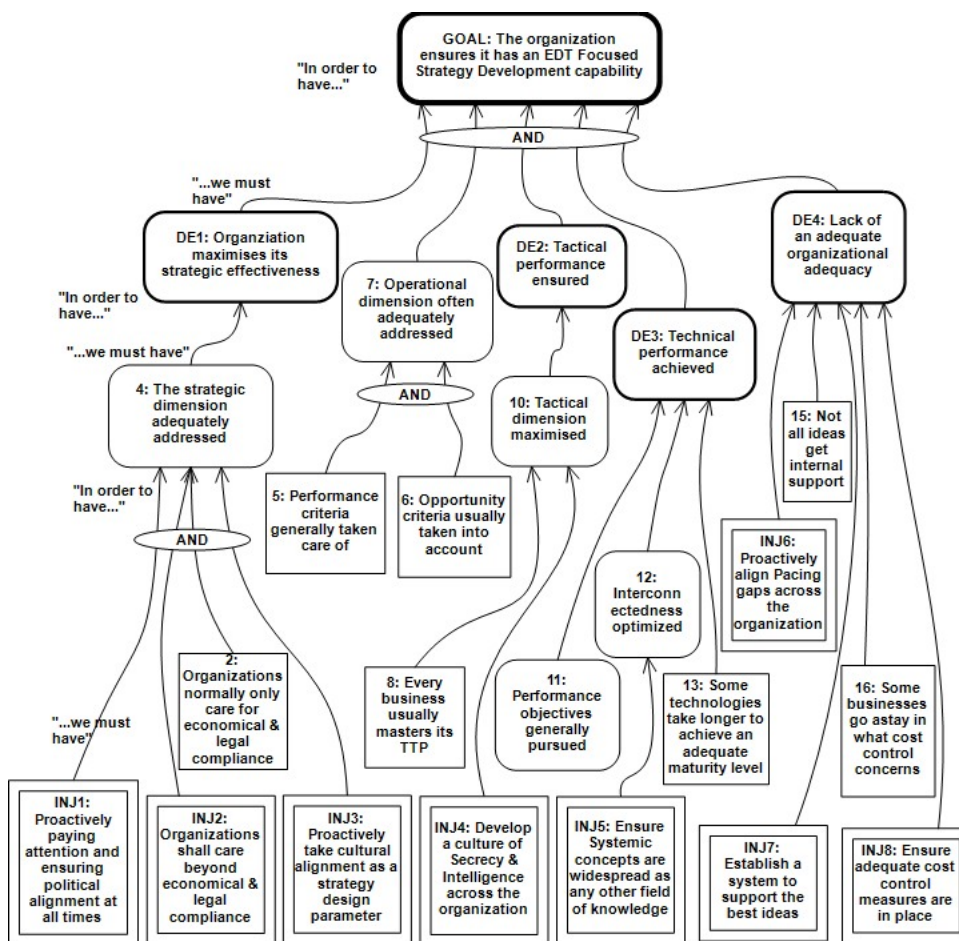 GOAL: The organization
ensures it has an EDT Focused
Strategy Development capability
"In order to
have..."
AND
"...we must
have"
DE1: Organziation
maximises its
strategic effectiveness
7: Operational
dimension often
adequately
addressed
DE2: Tactical
performance
ensured
DE4: Lack of
an adequate
organizational
adequacy
"In order to
have..."
"...we must have"
DE3: Technical
performance
achieved
4: The strategic
dimension
adequately
addressed
AND
10: Tactical
dimension
maximised
15: Not
all ideas
get
internal
support
"In order to
have..."
AND
5: Performance
criteria
generally taken
care of
6: Opportunity
criteria usually
taken into
account
INJ6:
Proactively
align Pacing
gaps across
the
organization
12:
Interconn
ectedness
optimized
2:
Organizations
normally only
care for
economical &
legal
compliance
8: Every
business
usually
masters its
TTP
11:
Performance
objectives
generally
pursued
13: Some
technologies
take longer to
achieve an
adequate
maturity level
16: Some
businesses
go astay in
what cost
control
concerns
"...we must
have"
INJ1:
Proactively
paying
attention and
ensuring
political
alignment at
all times
INJ2:
Organizations
shall care
beyond
economical &
legal
compliance
INJ3:
Proactively
take cultural
alignment as a
strategy
design
parameter
INJ4: Develop
a culture of
Secrecy &
Intelligence
across the
organization
INJ5: Ensure
Systemic
concepts are
widespread as
any other field
of knowledge
INJ7:
Establish a
system to
support the
best ideas
INJ8: Ensure
adequate cost
control
measures are
in place